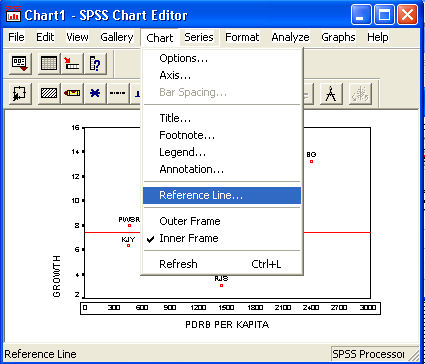 Chart1 - SPSS Chart Editor
File Edit View Gallery Chart Series Format Analyze Graphs Help
Options...
Axis...
Bar Spacing...
Title...
Footnote...
Legend...
Annotation...
Reference Line...
Outer Frame
Inner Frame
Refresh Ctrl+L
16
14
12
10
8
6
4
2
GROWTH
BG
KJY
RJS
0 300 600 900 1200 1500 1800 2100 2400 2700 3000
PDRB PER KAPITA
Reference Line SPSS Processor